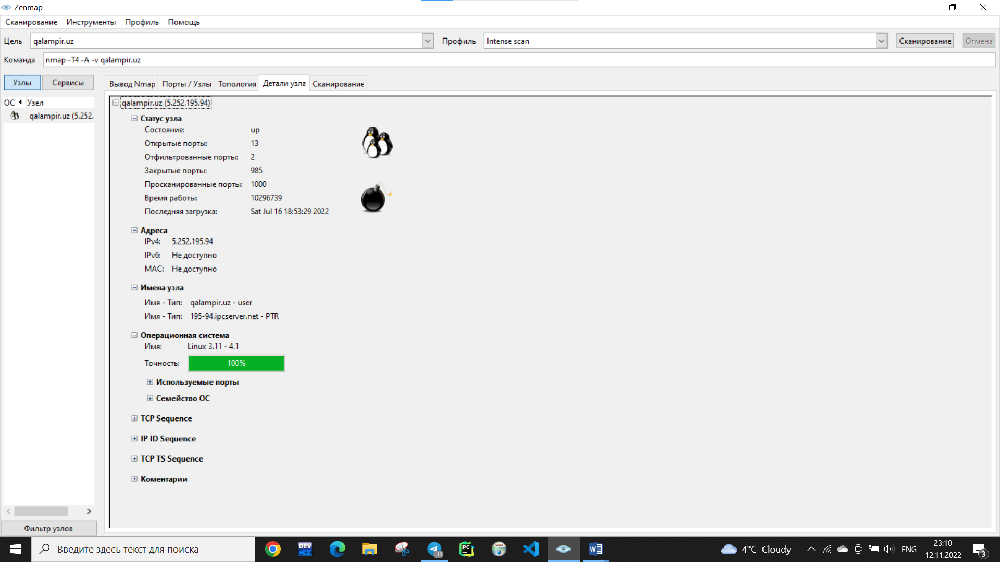 Zenmap
Сканирование Инструменты Профиль Помощь
Цель qalampir.uz Профиль Intense scan Сканирование Отмена
Команда nmap -T4 -A -v qalampir.uz
Узлы Сервисы Вывод Nmap Порты / Узлы Топология Детали узла Сканирование
ОС Узел
qalampir.uz (5.252.
qalampir.uz (5.252.195.94)
Статус узла
Состояние: up
Открытые порты: 13
Отфильтрованные порты: 2
Закрытые порты: 985
Просканированные порты: 1000
Время работы: 10296739
Последняя загрузка: Sat Jul 16 18:53:29 2022
Адреса
IPv4: 5.252.195.94
IPv6: Не доступно
MAC: Не доступно
Имена узла
Имя - Тип: qalampir.uz - user
Имя - Тип: 195-94.ipcserver.net - PTR
Операционная система
Имя: Linux 3.11 - 4.1
Точность: 100%
Используемые порты
Семейство ОС
TCP Sequence
IP ID Sequence
TCP TS Sequence
Коментарии
Фильтр узлов
Введите здесь текст для поиска
DEV
..19
PC
4°C Cloudy
ENG
23:10
12.11.2022
3